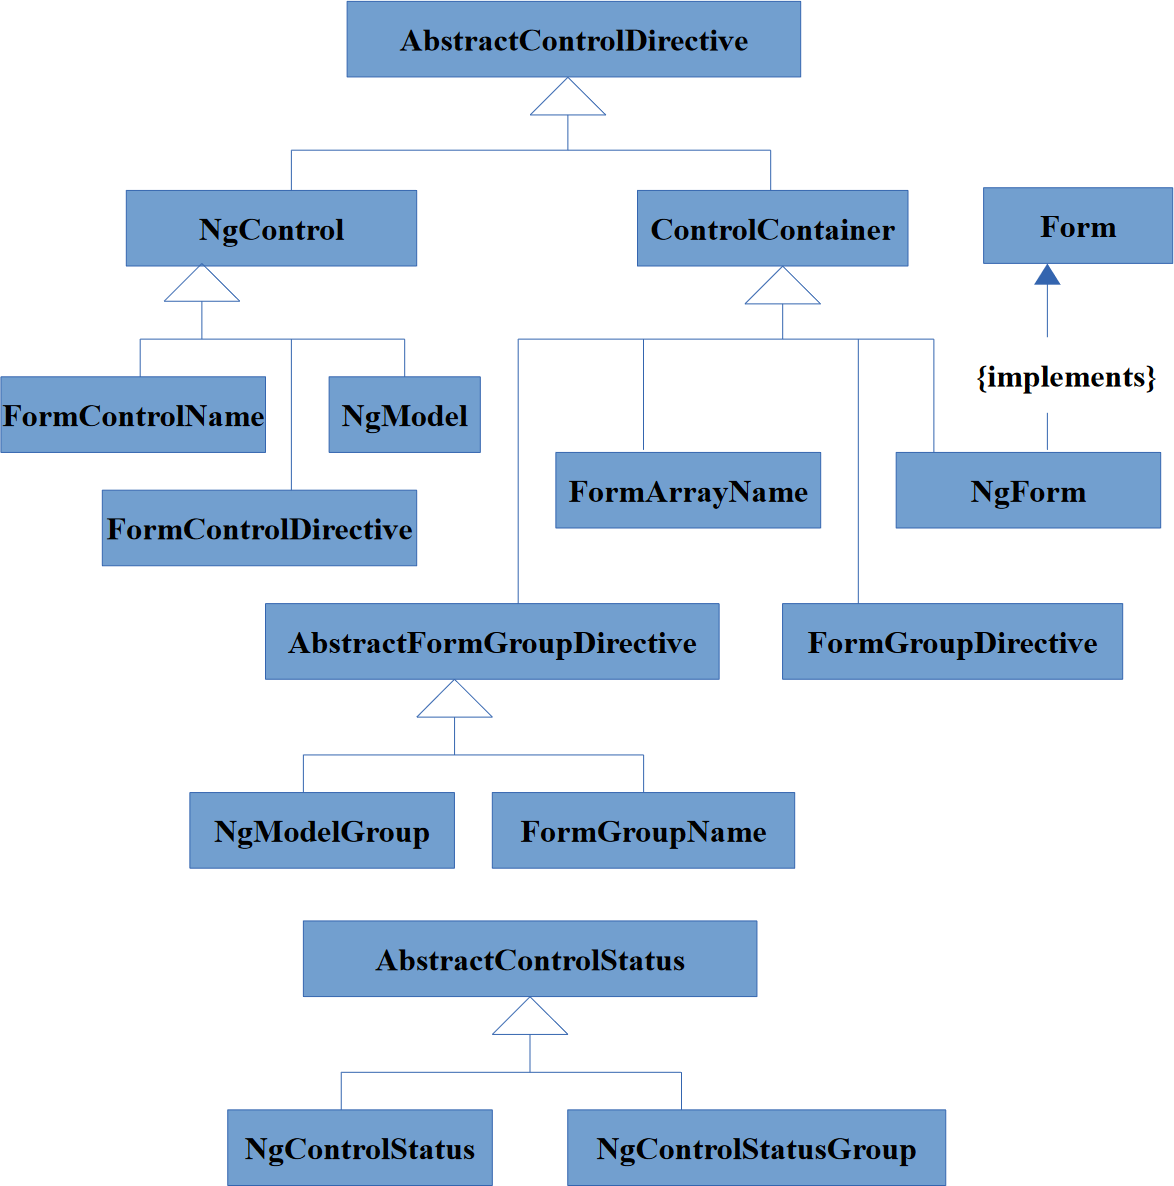 AbstractControlDirective
NgControl
ControlContainer
Form
{implements}
FormControlName
NgModel
FormArrayName
NgForm
FormControlDirective
AbstractFormGroupDirective
FormGroupDirective
NgModelGroup
FormGroupName
AbstractControlStatus
NgControlStatus
NgControlStatusGroup